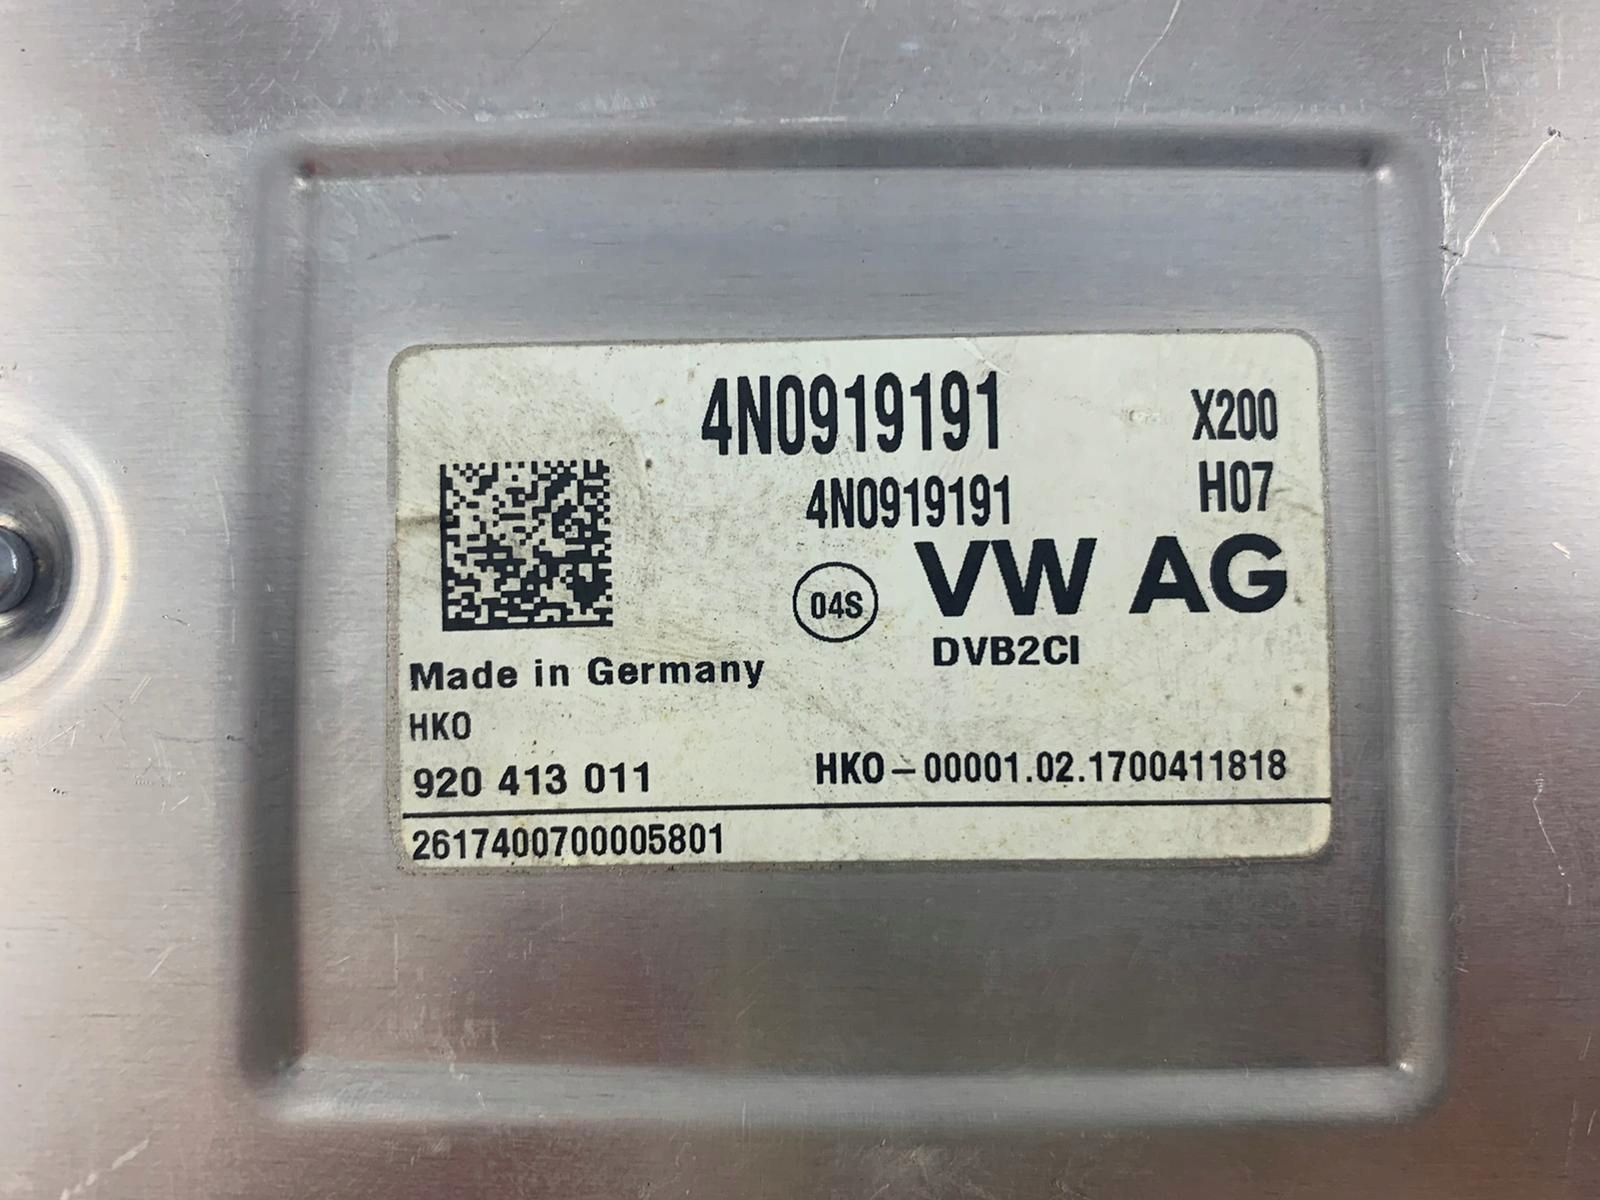 4N0919191 X200
4N0919191 H07
04S VW AG
DVB2CI
Made in Germany
HKO
920 413 011 HKO-00001.02.1700411818
2617400700005801